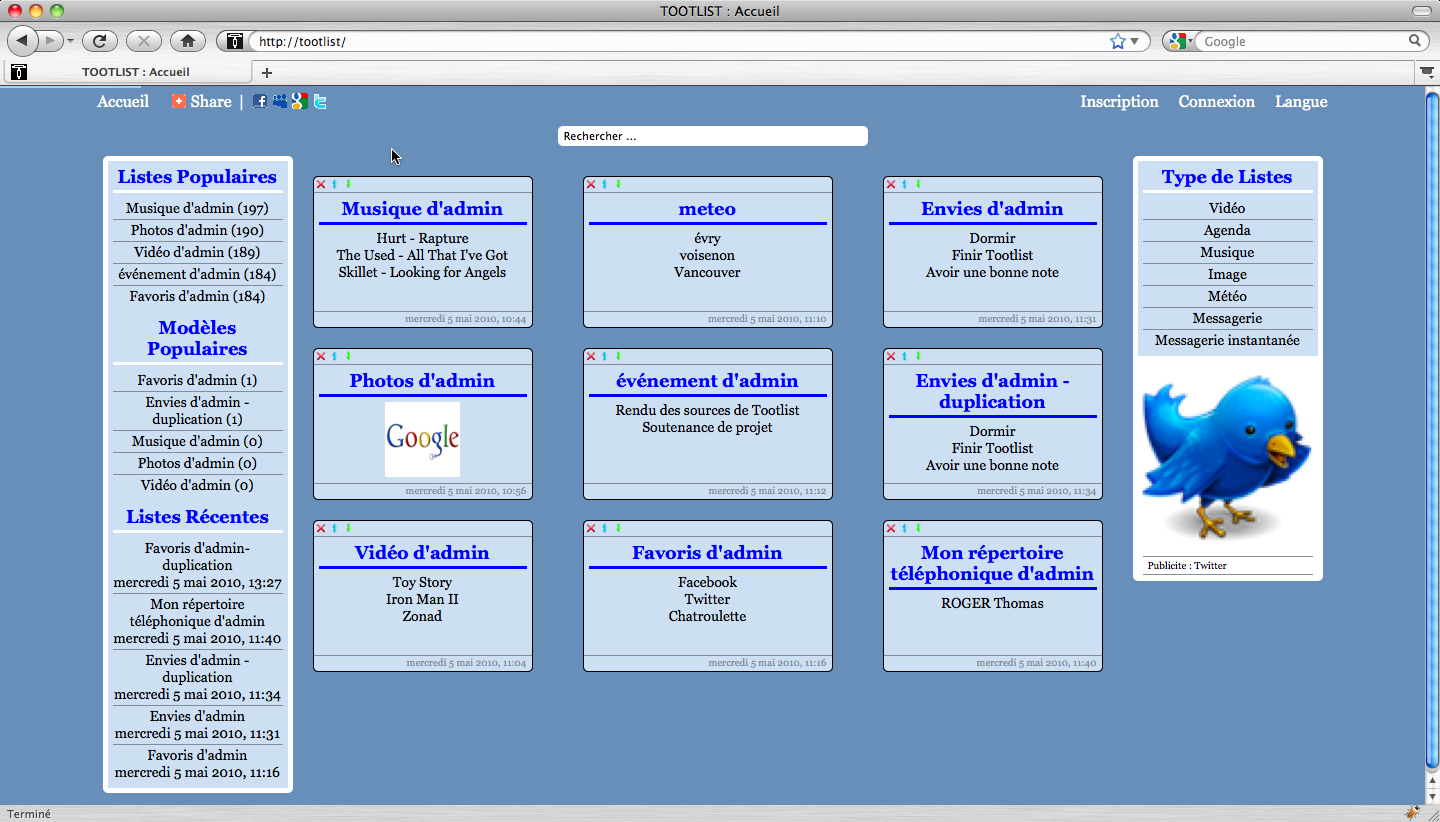 TOOTLIST : Accueil
http://tootlist/
Google
TOOTLIST : Accueil
Accueil
Share |
Inscription
Connexion
Langue
Rechercher ...
Listes Populaires
Musique d'admin (197)
Photos d'admin (190)
Vidéo d'admin (189)
événement d'admin (184)
Favoris d'admin (184)
Modèles
Populaires
Favoris d'admin (1)
Envies d'admin -
duplication (1)
Musique d'admin (0)
Photos d'admin (0)
Vidéo d'admin (0)
Listes Récentes
Favoris d'admin-
duplication
mercredi 5 mai 2010, 13:27
Mon répertoire
téléphonique d'admin
mercredi 5 mai 2010, 11:40
Envies d'admin -
duplication
mercredi 5 mai 2010, 11:34
Envies d'admin
mercredi 5 mai 2010, 11:31
Favoris d'admin
mercredi 5 mai 2010, 11:16
Musique d'admin
Hurt - Rapture
The Used - All That I've Got
Skillet - Looking for Angels
mercredi 5 mai 2010, 10:44
meteo
évry
voisenon
Vancouver
mercredi 5 mai 2010, 11:10
Envies d'admin
Dormir
Finir Tootlist
Avoir une bonne note
mercredi 5 mai 2010, 11:31
Photos d'admin
Google
mercredi 5 mai 2010, 10:56
événement d'admin
Rendu des sources de Tootlist
Soutenance de projet
mercredi 5 mai 2010, 11:12
Envies d'admin -
duplication
Dormir
Finir Tootlist
Avoir une bonne note
mercredi 5 mai 2010, 11:34
Vidéo d'admin
Toy Story
Iron Man II
Zonad
mercredi 5 mai 2010, 11:04
Favoris d'admin
Facebook
Twitter
Chatroulette
mercredi 5 mai 2010, 11:16
Mon répertoire
téléphonique d'admin
ROGER Thomas
mercredi 5 mai 2010, 11:40
Type de Listes
Vidéo
Agenda
Musique
Image
Météo
Messagerie
Messagerie instantanée
Publicite : Twitter
Terminé